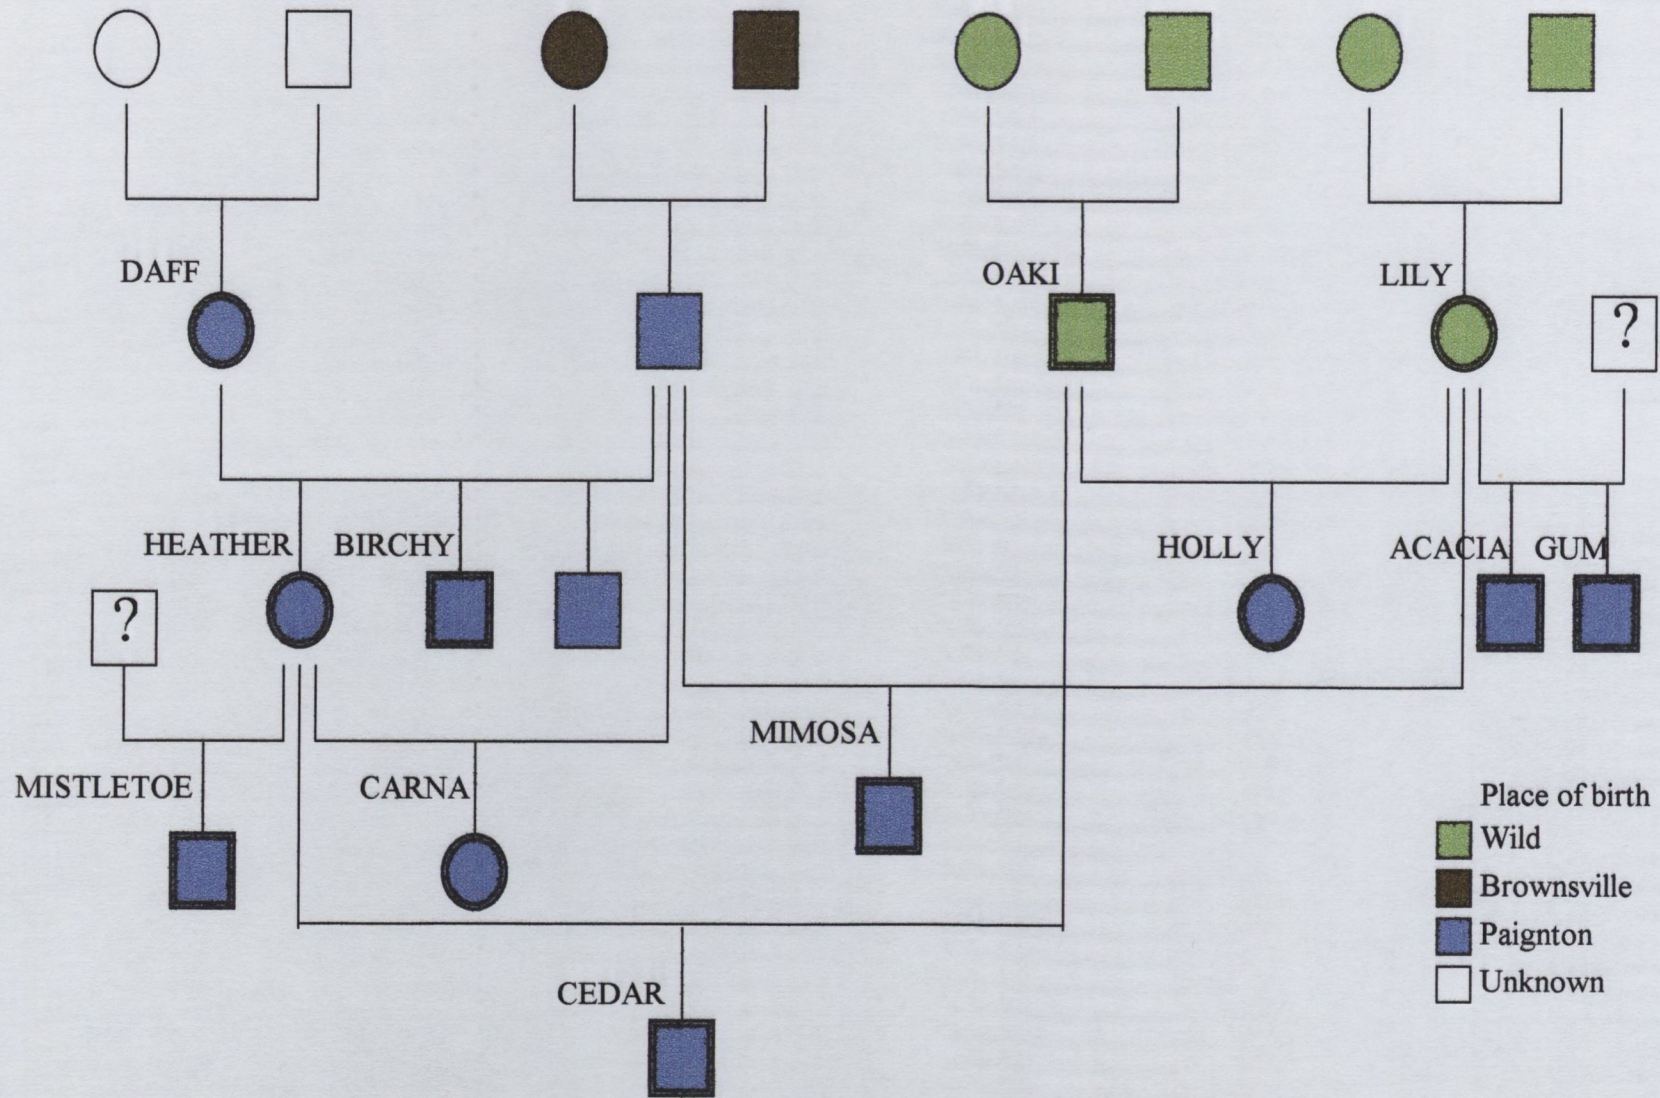 DAFF
OAKI
LILY
?
HEATHER
BIRCHY
HOLLY
ACACIA
GUM
?
MIMOSA
MISTLETOE
CARNA
CEDAR
Place of birth
Wild
Brownsville
Paignton
Unknown